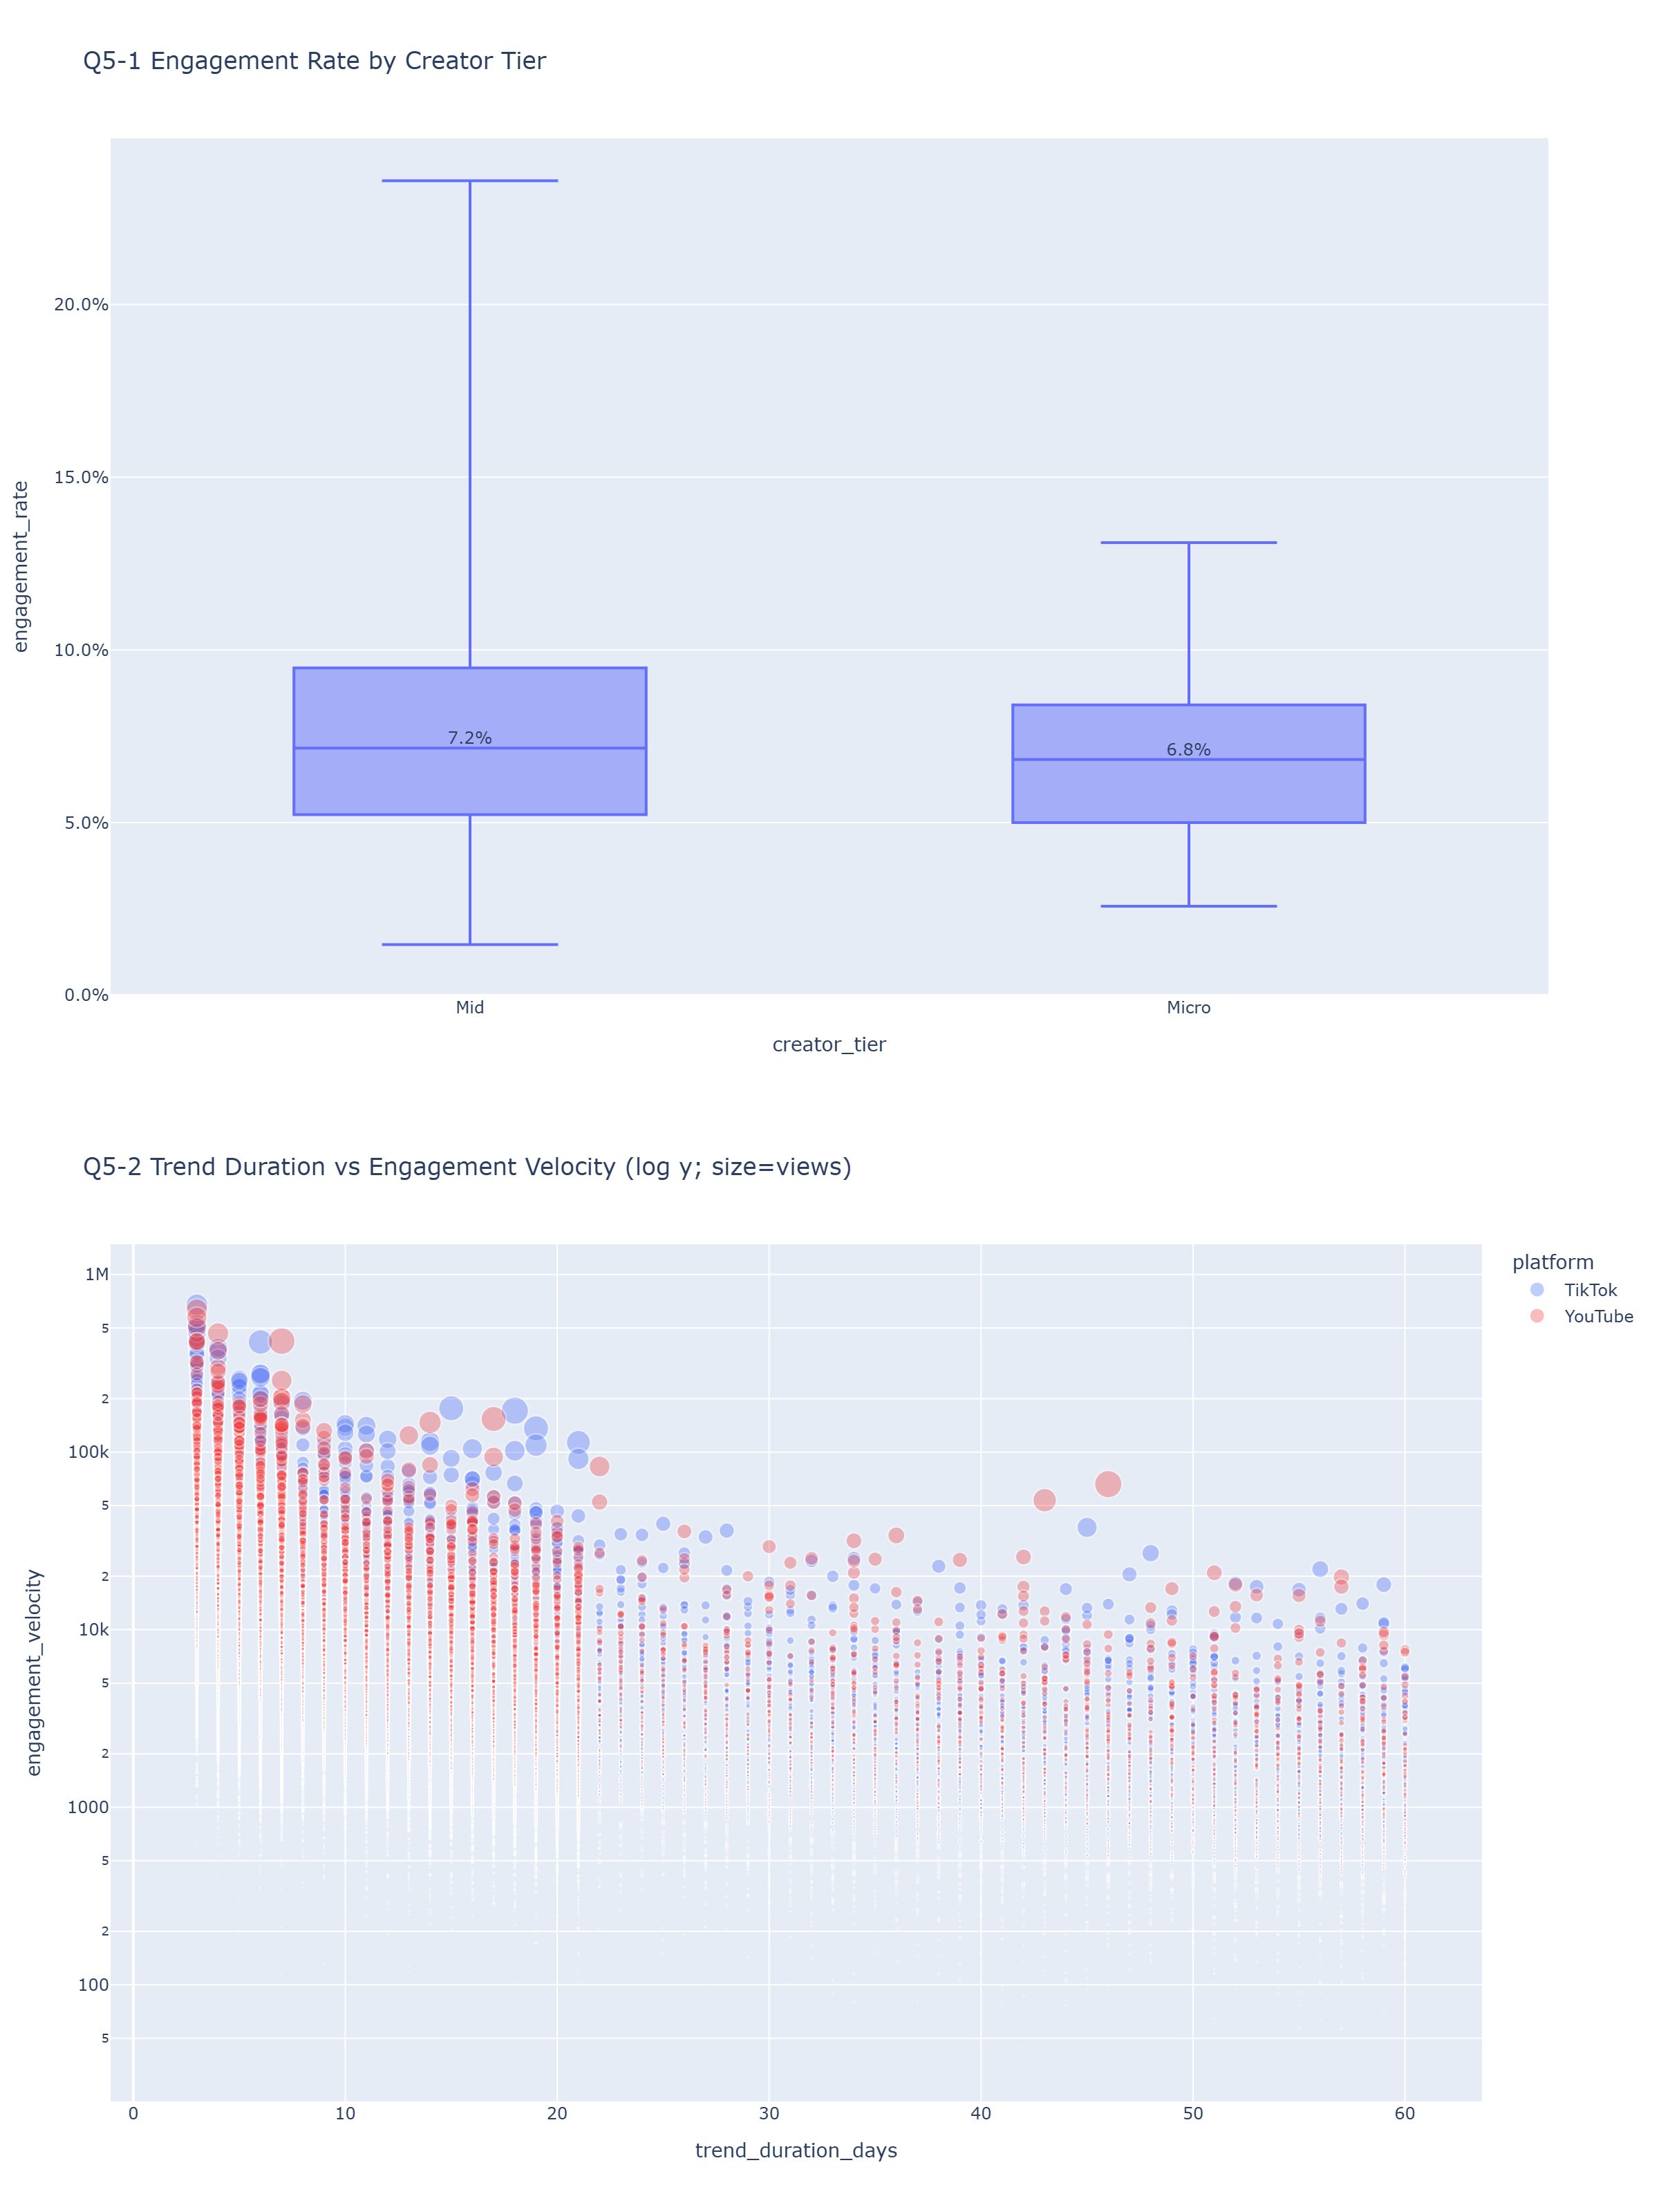 Q5-1 Engagement Rate by Creator Tier
20.0%
15.0%
10.0%
5.0%
0.0%
engagement_rate
7.2%
6.8%
Mid
Micro
creator_tier
Q5-2 Trend Duration vs Engagement Velocity (log y; size=views)
platform
TikTok
YouTube
1M
5
2
100k
5
2
10k
5
2
1000
5
2
100
5
engagement_velocity
0
10
20
30
40
50
60
trend_duration_days